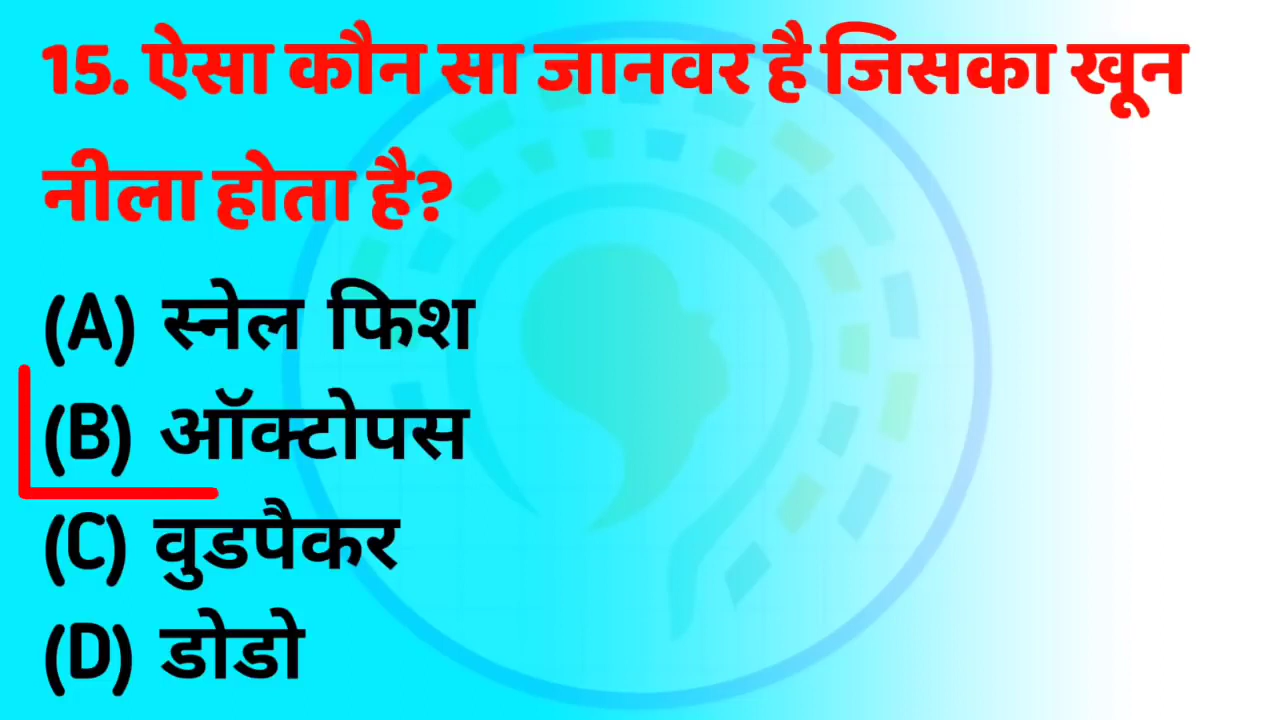 15. ऐसा कौन सा जानवर है जिसका खून
नीला होता है?
(A) स्नेल फिश
(B) ऑक्टोपस
(C) वुडपैकर
(D) डोडो